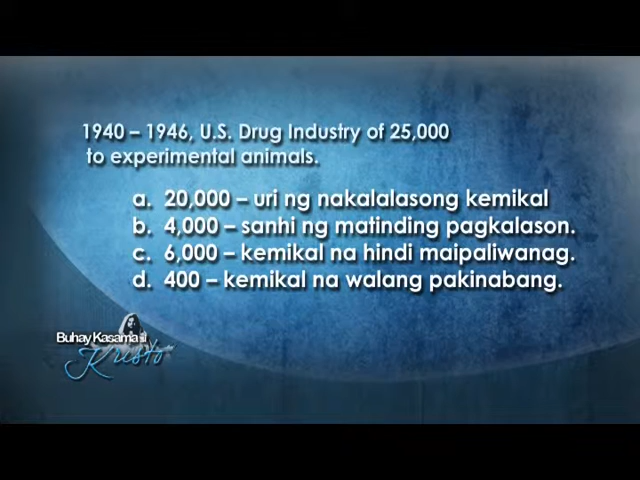 1940 – 1946, U.S. Drug Industry of 25,000
to experimental animals.
a. 20,000 – uri ng nakalalasong kemikal
b. 4,000 – sanhi ng matinding pagkalason.
c. 6,000 – kemikal na hindi maipaliwanag.
d. 400 – kemikal na walang pakinabang.
Buhay Kasama si
Kristo